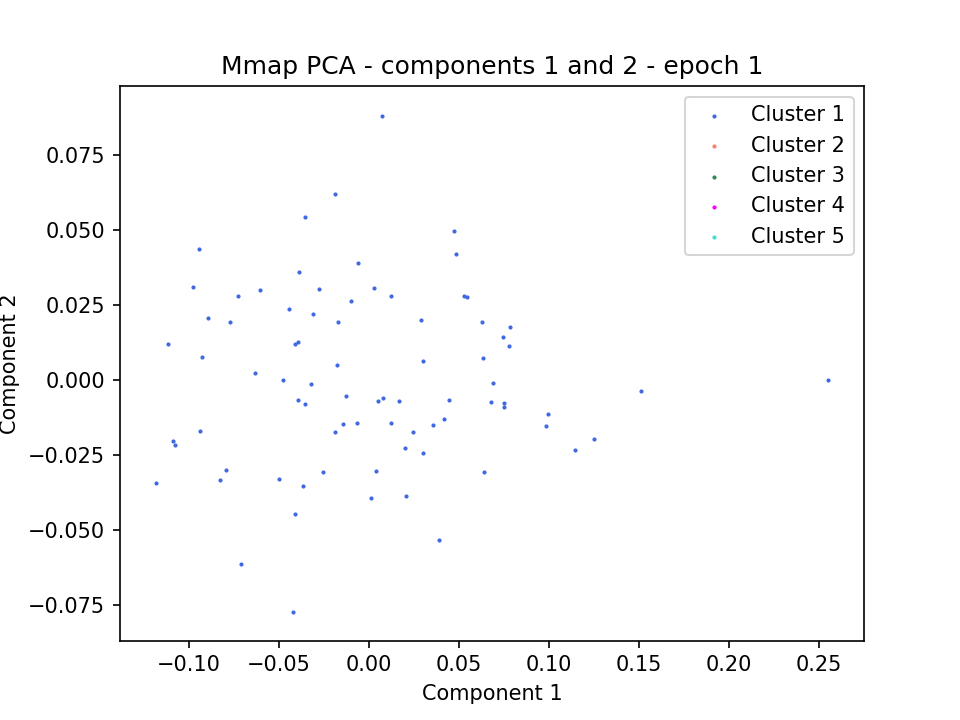 Mmap PCA - components 1 and 2 - epoch 1
Cluster 1
Cluster 2
Cluster 3
Cluster 4
Cluster 5
0.075
0.050
0.025
0.000
−0.025
−0.050
−0.075
Component 2
−0.10 −0.05 0.00 0.05 0.10 0.15 0.20 0.25
Component 1